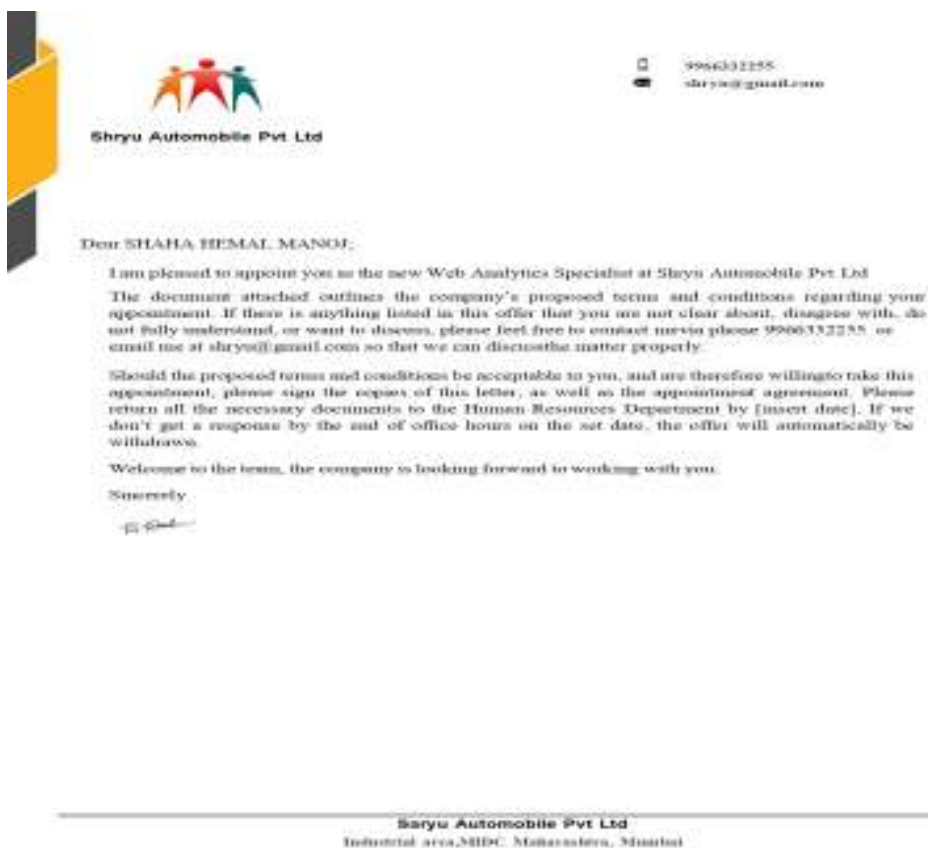 9966332255
shryu@gmail.com
Shryu Automobile Pvt Ltd
Dear SHAHA HEMAL MANOJ;
I am pleased to appoint you as the new Web Analytics Specialist at Shryu Automobile Pvt Ltd
The document attached outlines the company's proposed terms and conditions regarding your
appointment. If there is anything listed in this offer that you are not clear about, disagree with, do
not fully understand, or want to discuss, please feel free to contact mevia phone 9966332255 or
email me at shryu@gmail.com so that we can discussthe matter properly.
Should the proposed terms and conditions be acceptable to you, and are therefore willingto take this
appointment, please sign the copies of this letter, as well as the appointment agreement. Please
return all the necessary documents to the Human Resources Department by [insert date]. If we
don't get a response by the end of office hours on the set date, the offer will automatically be
withdrawn.
Welcome to the team, the company is looking forward to working with you.
Sincerely
Saryu Automobile Pvt Ltd
Industrial area,MIDC Maharashtra, Mumbai